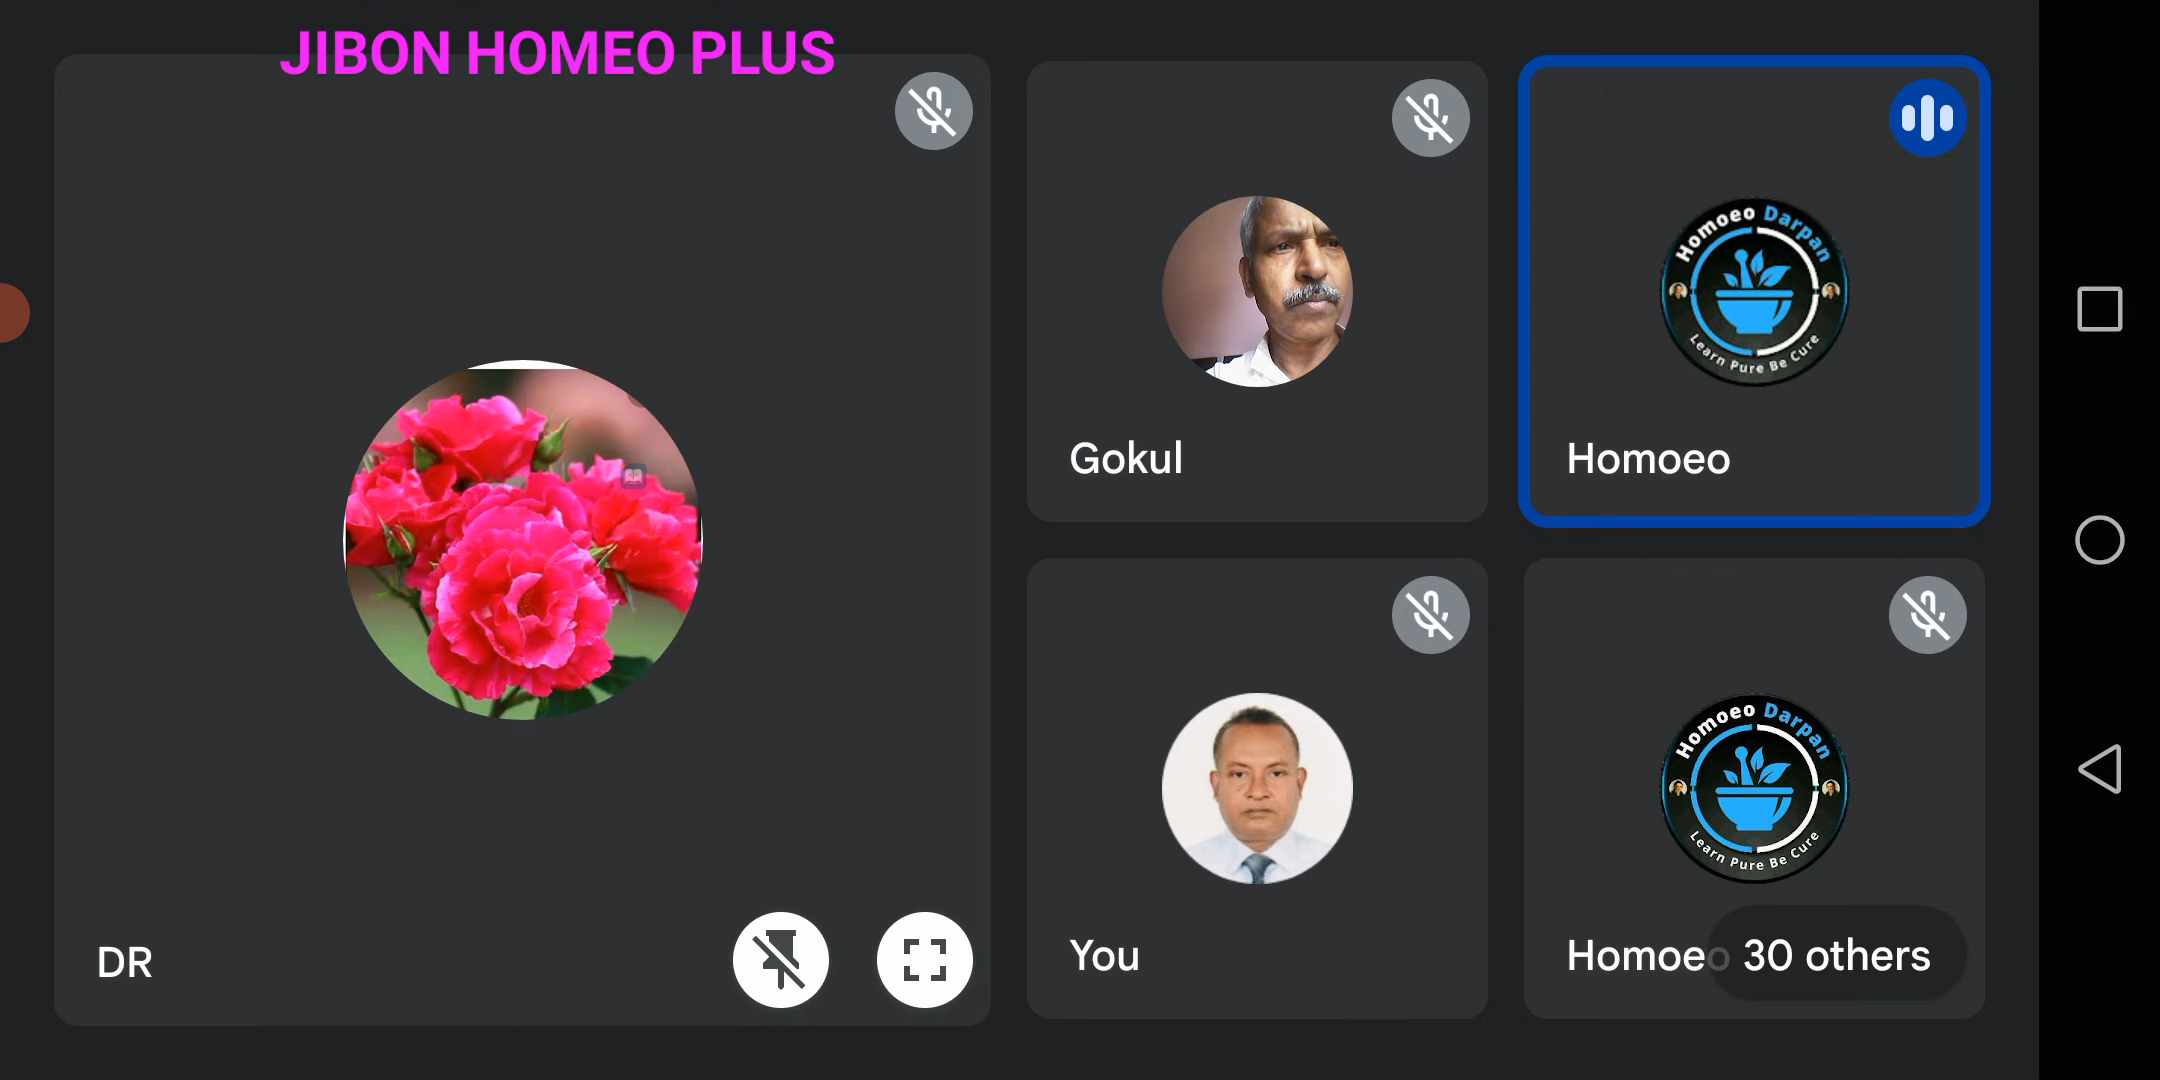 JIBON HOMEO PLUS
DR
Gokul
Homoeo Darpan
Learn Pure Be Cure
Homoeo
You
Homoeo Darpan
Learn Pure Be Cure
Homoeo
30 others